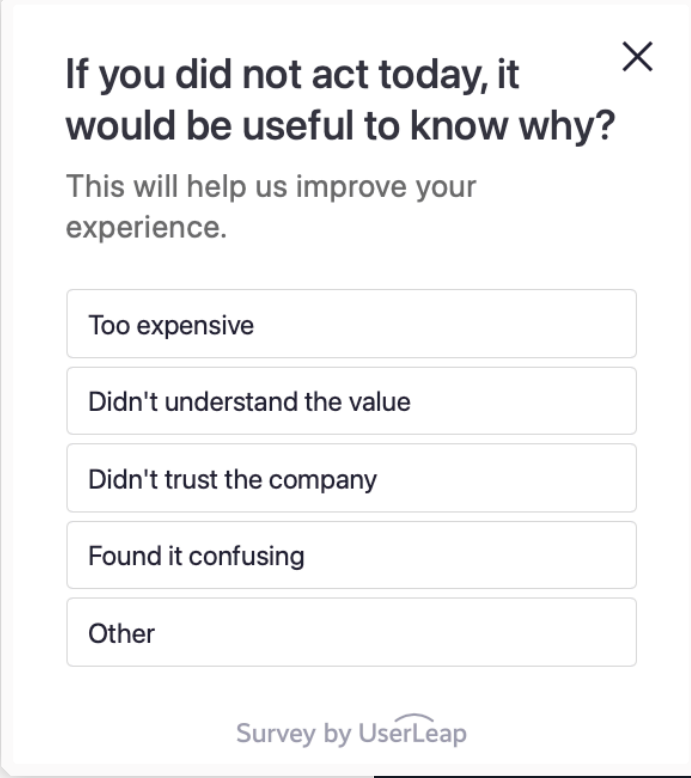 If you did not act today, it
would be useful to know why?
This will help us improve your
experience.
Too expensive
Didn't understand the value
Didn't trust the company
Found it confusing
Other
Survey by UserLeap